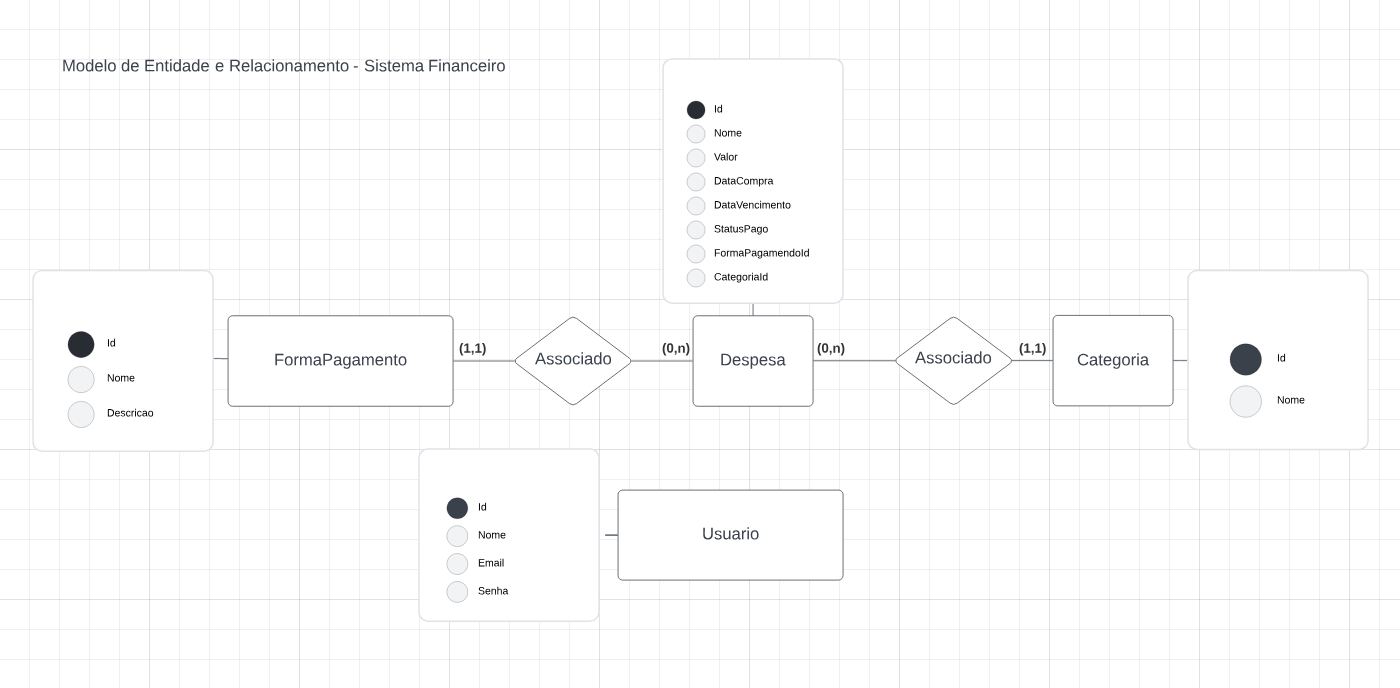 Modelo de Entidade e Relacionamento - Sistema Financeiro
Id
Nome
Valor
DataCompra
DataVencimento
StatusPago
FormaPagamendoId
CategoriaId
Id
Nome
Descricao
FormaPagamento
(1,1)
Associado
(0,n)
Despesa
(0,n)
Associado
(1,1)
Categoria
Id
Nome
Id
Nome
Email
Senha
Usuario